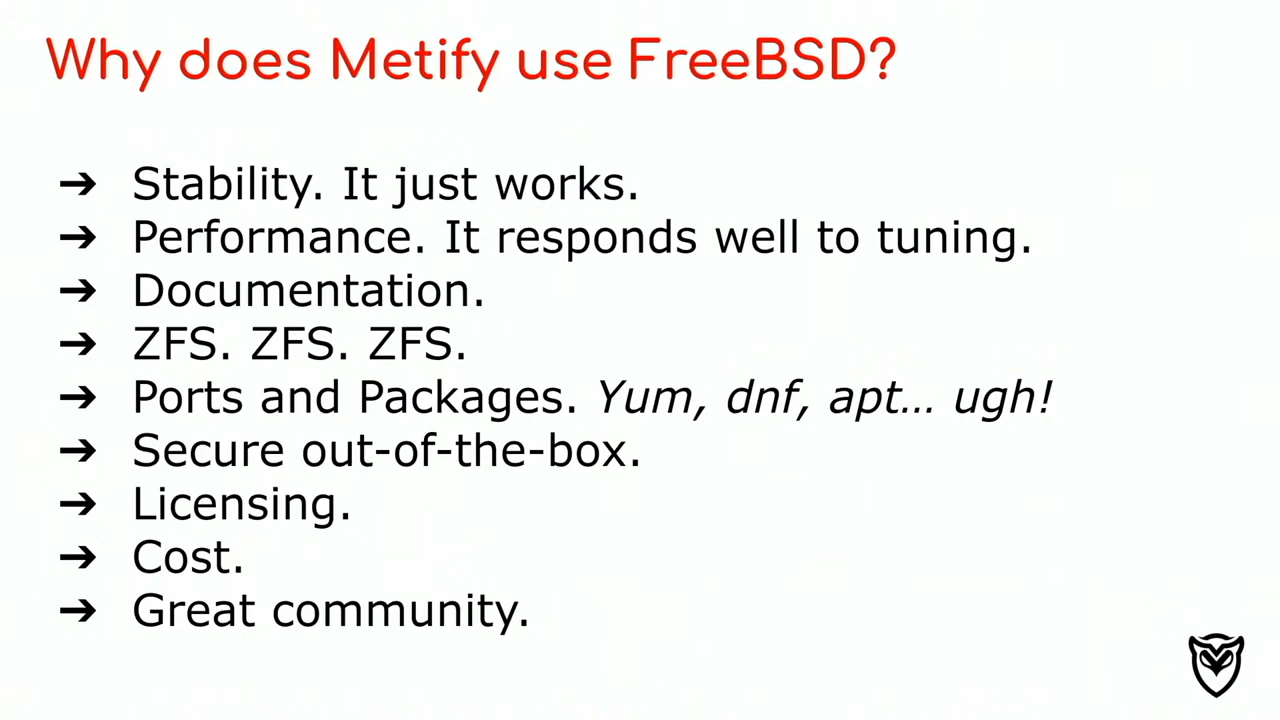 Why does Metify use FreeBSD?
➔ Stability. It just works.
➔ Performance. It responds well to tuning.
➔ Documentation.
➔ ZFS. ZFS. ZFS.
➔ Ports and Packages. Yum, dnf, apt… ugh!
➔ Secure out-of-the-box.
➔ Licensing.
➔ Cost.
➔ Great community.